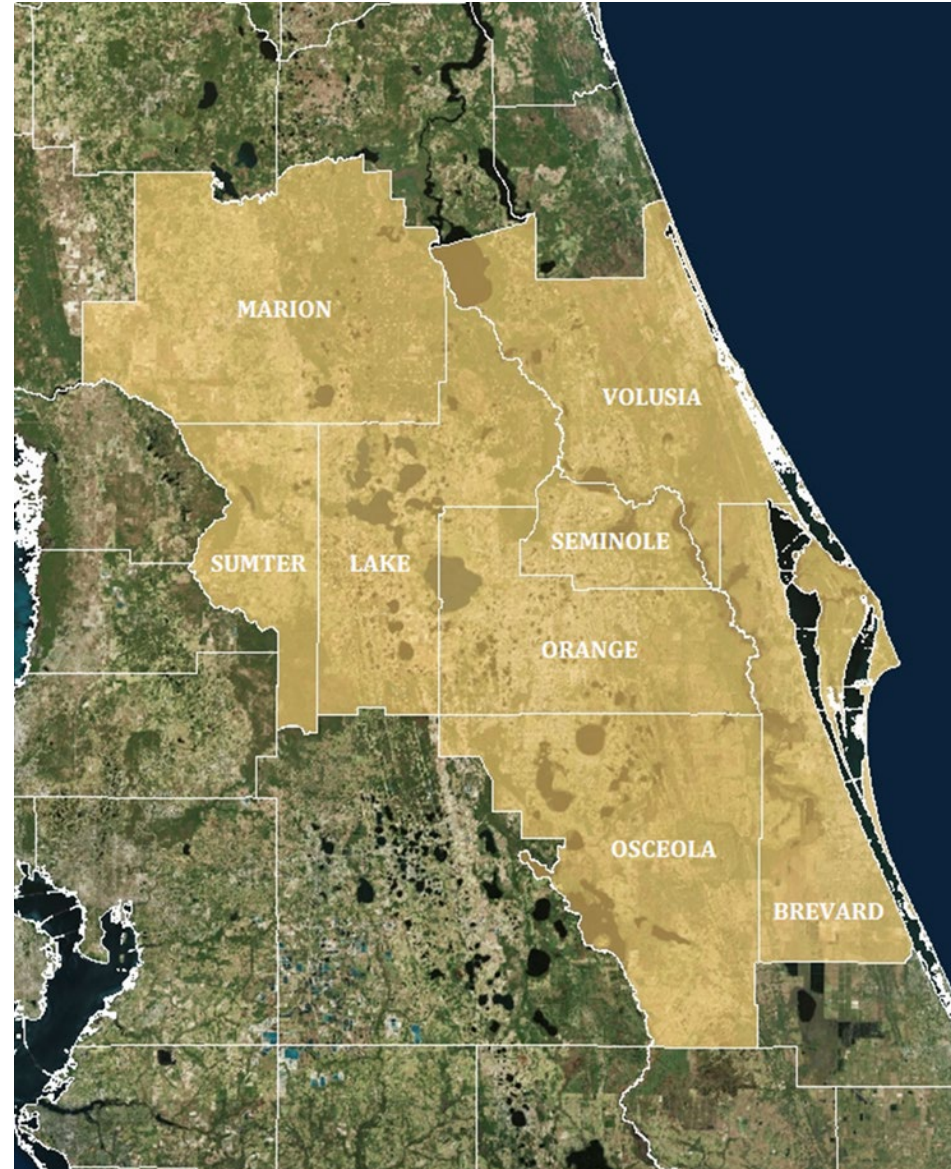 MARION
VOLUSIA
SEMINOLE
SUMTER
LAKE
ORANGE
OSCEOLA
BREVARD